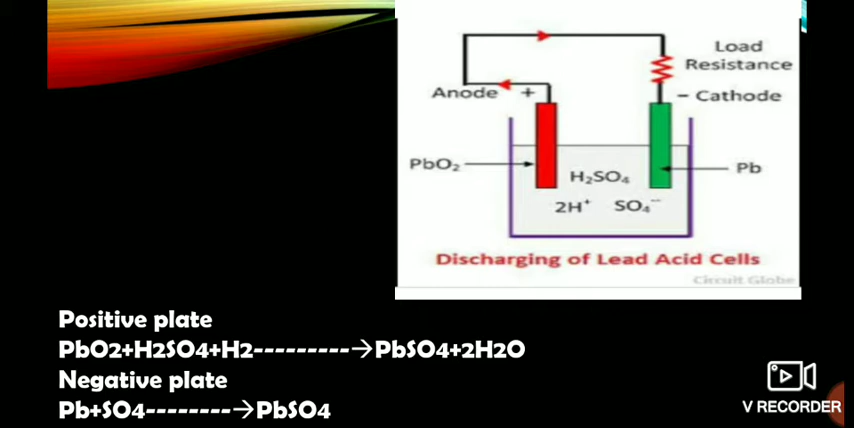 Load
Resistance
Anode +
– Cathode
PbO₂
Pb
H₂SO₄
2H⁺ SO₄⁻⁻
Discharging of Lead Acid Cells
Circuit Globe
Positive plate
PbO2+H2SO4+H2---------→PbSO4+2H2O
Negative plate
Pb+SO4--------→PbSO4
V RECORDER